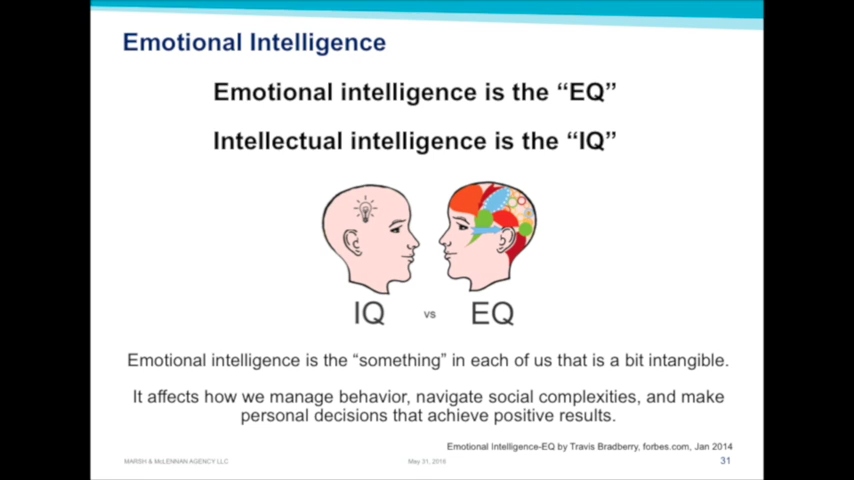 Emotional Intelligence
Emotional intelligence is the “EQ”
Intellectual intelligence is the “IQ”
IQ vs EQ
Emotional intelligence is the “something” in each of us that is a bit intangible.
It affects how we manage behavior, navigate social complexities, and make
personal decisions that achieve positive results.
Emotional Intelligence-EQ by Travis Bradberry, forbes.com, Jan 2014
MARSH & McLENNAN AGENCY LLC
May 31, 2016
31